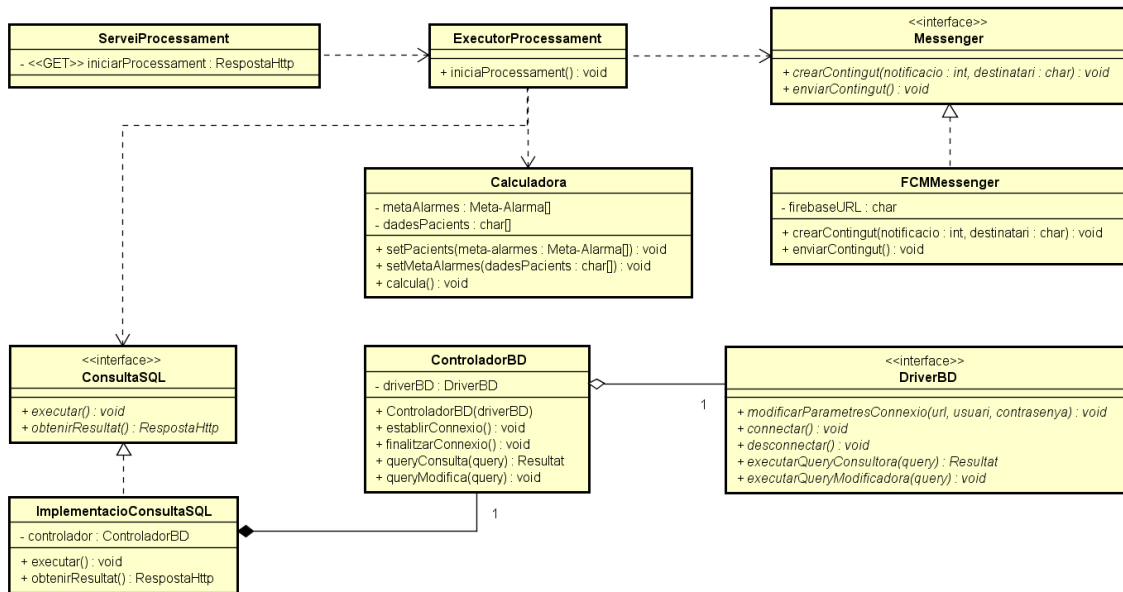 ServeiProcessament
- <<GET>> iniciarProcessament : RespostaHttp
ExecutorProcessament
+ iniciaProcessament() : void
<<interface>>
Messenger
+ crearContingut(notificacio : int, destinatari : char) : void
+ enviarContingut() : void
Calculadora
- metaAlarmes : Meta-Alarma[]
- dadesPacients : char[]
+ setPacients(meta-alarmes : Meta-Alarma[]) : void
+ setMetaAlarmes(dadesPacients : char[]) : void
+ calcula() : void
FCMMessenger
- firebaseURL : char
+ crearContingut(notificacio : int, destinatari : char) : void
+ enviarContingut() : void
<<interface>>
ConsultaSQL
+ executar() : void
+ obtenirResultat() : RespostaHttp
ControladorBD
- driverBD : DriverBD
+ ControladorBD(driverBD)
+ establirConnexio() : void
+ finalitzarConnexio() : void
+ queryConsulta(query) : Resultat
+ queryModifica(query) : void
1
<<interface>>
DriverBD
+ modificarParametresConnexio(url, usuari, contrasenya) : void
+ connectar() : void
+ desconnectar() : void
+ executarQueryConsultora(query) : Resultat
+ executarQueryModificadora(query) : void
ImplementacioConsultaSQL
- controlador : ControladorBD
+ executar() : void
+ obtenirResultat() : RespostaHttp
1